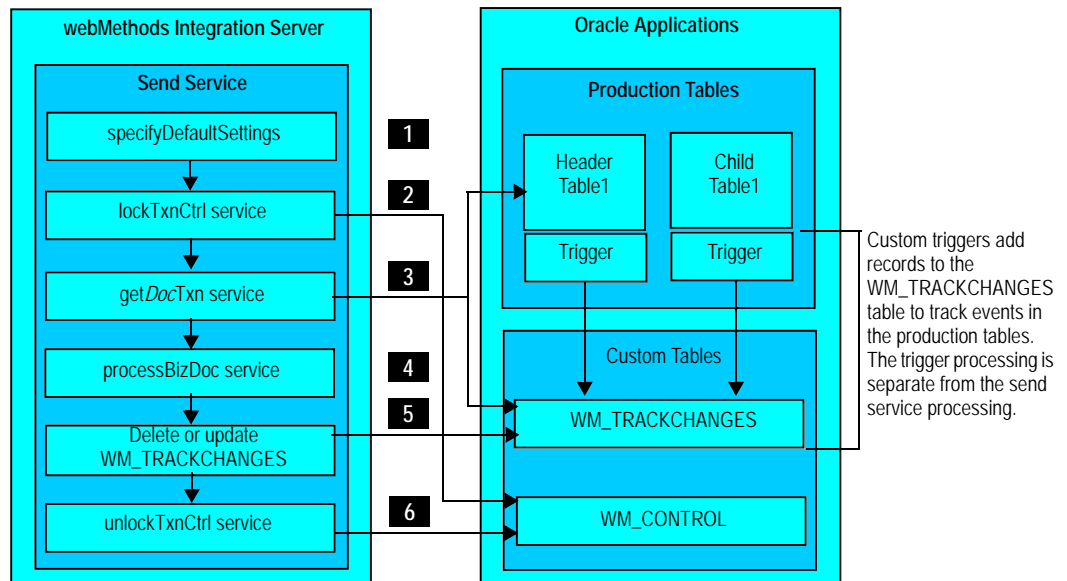 webMethods Integration Server
Send Service
specifyDefaultSettings
lockTxnCtrl service
getDocTxn service
processBizDoc service
Delete or update
WM_TRACKCHANGES
unlockTxnCtrl service
1
2
3
4
5
6
Oracle Applications
Production Tables
Header
Table1
Trigger
Child
Table1
Trigger
Custom Tables
WM_TRACKCHANGES
WM_CONTROL
Custom triggers add
records to the
WM_TRACKCHANGES
table to track events in
the production tables.
The trigger processing is
separate from the send
service processing.